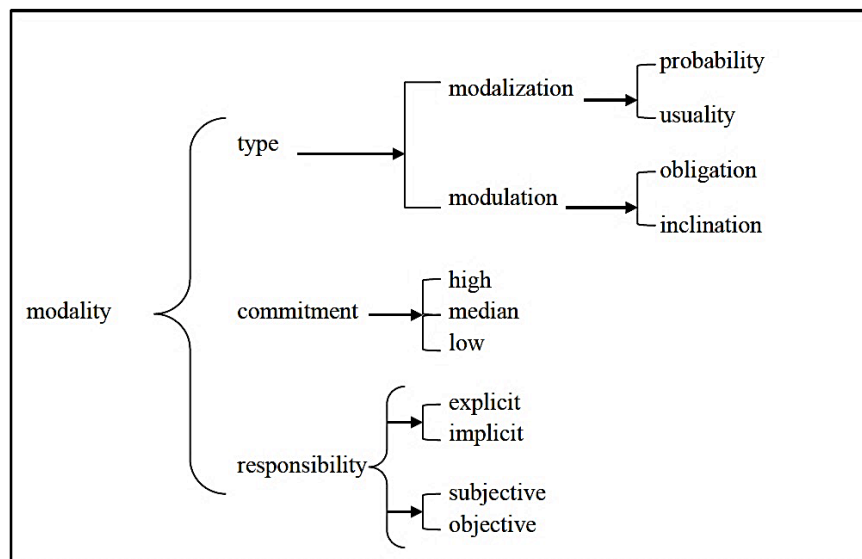 probability
modalization
usuality
type
obligation
modulation
inclination
high
modality
commitment
median
low
explicit
implicit
responsibility
subjective
objective